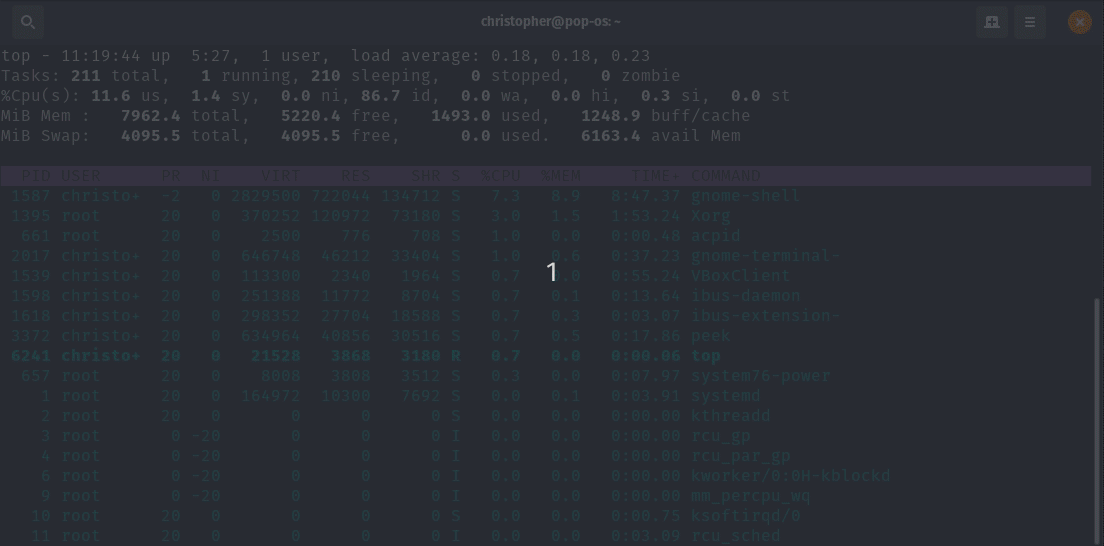 christopher@pop-os: ~
top - 11:19:44 up  5:27,  1 user,  load average: 0.18, 0.18, 0.23
Tasks: 211 total,   1 running, 210 sleeping,   0 stopped,   0 zombie
%Cpu(s): 11.6 us,  1.4 sy,  0.0 ni, 86.7 id,  0.0 wa,  0.0 hi,  0.3 si,  0.0 st
MiB Mem :   7962.4 total,   5220.4 free,   1493.0 used,   1248.9 buff/cache
MiB Swap:   4095.5 total,   4095.5 free,      0.0 used.   6163.4 avail Mem
PID USER PR NI VIRT RES SHR S %CPU %MEM TIME+ COMMAND
1587 christo+ -2 0 2829500 722044 134712 S 7.3 8.9 8:47.37 gnome-shell
1395 root 20 0 370252 120972 73180 S 3.0 1.5 1:53.24 Xorg
661 root 20 0 2500 776 708 S 1.0 0.0 0:00.48 acpid
2017 christo+ 20 0 646748 46212 33404 S 1.0 0.6 0:37.23 gnome-terminal-
1539 christo+ 20 0 113380 2340 1964 S 0.7 .0 0:55.24 VBoxClient
1
1598 christo+ 20 0 251388 11772 8704 S 0.7 0.1 0:13.64 ibus-daemon
1618 christo+ 20 0 298352 27704 18588 S 0.7 0.3 0:03.07 ibus-extension-
3372 christo+ 20 0 634964 40856 30516 S 0.7 0.5 0:17.86 peek
6241 christo+ 20 0 21528 3868 3180 R 0.7 0.0 0:00.06 top
657 root 20 0 8008 3808 3512 S 0.3 0.0 0:07.97 system76-power
1 root 20 0 164972 10300 7692 S 0.0 0.1 0:03.91 systemd
2 root 20 0 0 0 0 S 0.0 0.0 0:00.00 kthreadd
3 root 0 -20 0 0 0 I 0.0 0.0 0:00.00 rcu_gp
4 root 0 -20 0 0 0 I 0.0 0.0 0:00.00 rcu_par_gp
6 root 0 -20 0 0 0 I 0.0 0.0 0:00.00 kworker/0:0H-kblockd
9 root 0 -20 0 0 0 I 0.0 0.0 0:00.00 mm_percpu_wq
10 root 20 0 0 0 0 S 0.0 0.0 0:00.75 ksoftirqd/0
11 root 20 0 0 0 0 I 0.0 0.0 0:03.09 rcu_sched